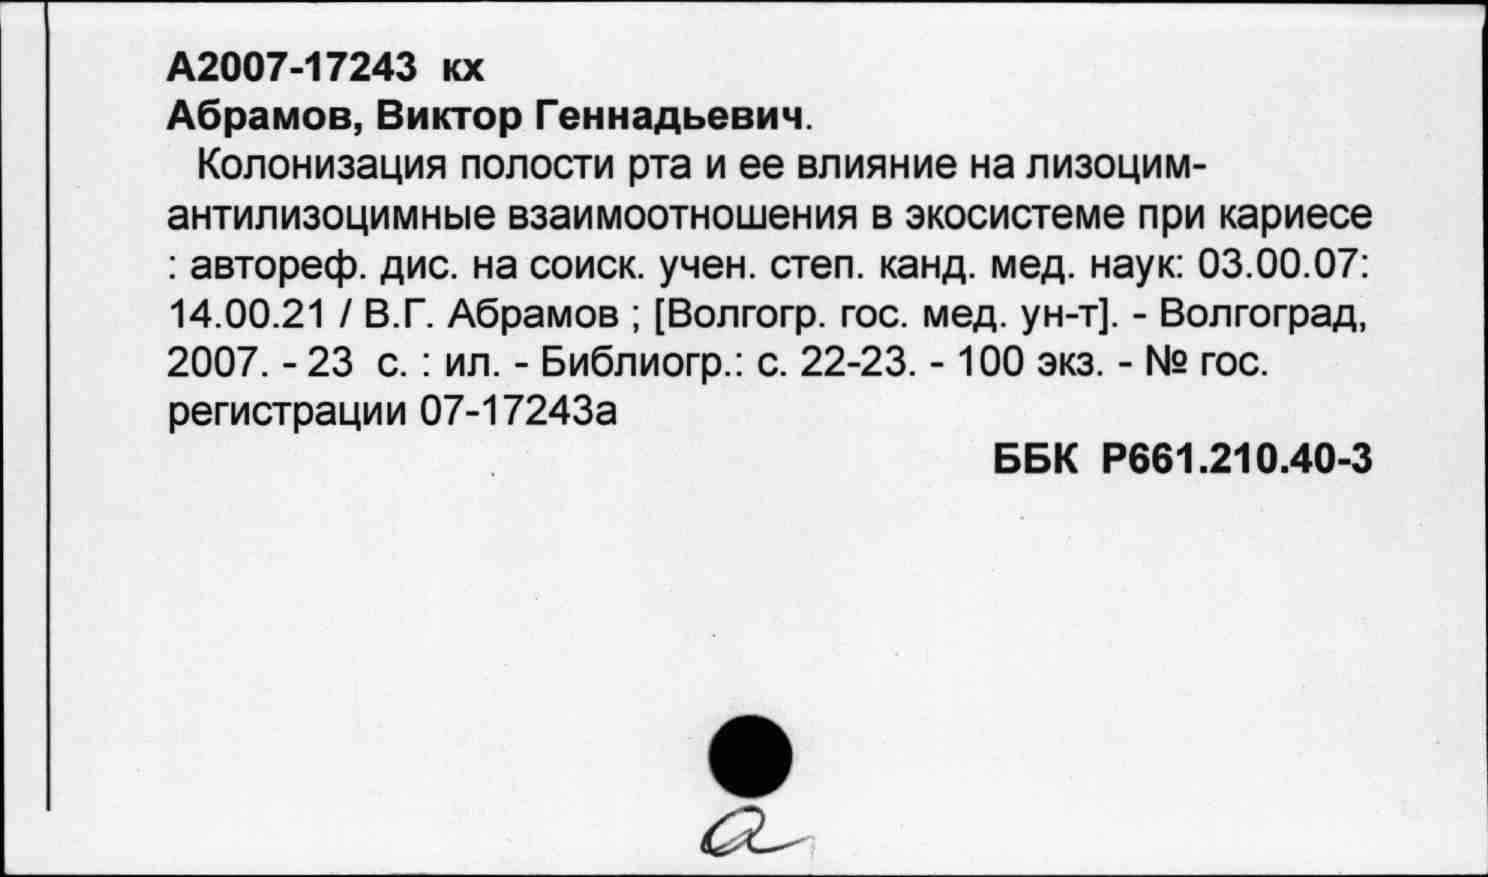 А2007-17243 кх
Абрамов, Виктор Геннадьевич.
Колонизация полости рта и ее влияние на лизоцим-
антилизоцимные взаимоотношения в экосистеме при кариесе
: автореф. дис. на соиск. учен. степ. канд. мед. наук: 03.00.07:
14.00.21 / В.Г. Абрамов ; [Волгогр. гос. мед. ун-т]. - Волгоград,
2007. - 23 с. : ил. - Библиогр.: с. 22-23. - 100 экз. - № гос.
регистрации 07-17243а
ББК Р661.210.40-3
а